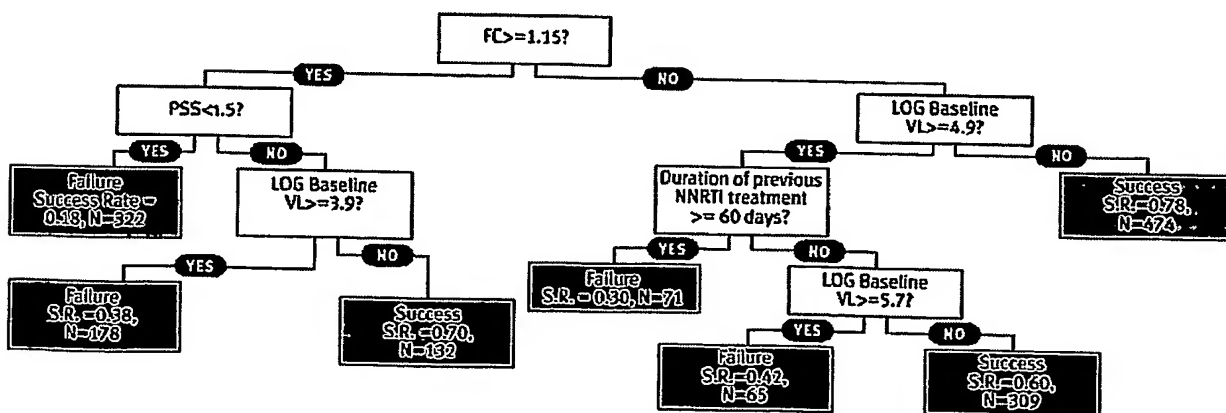 FC>=1.15?
YES
NO
PSS<1.5?
LOG Baseline
VL>=4.9?
YES
NO
YES
NO
Failure
Success Rate =
0.18, N=322
LOG Baseline
VL>=3.9?
Duration of previous
NNRTI treatment
>= 60 days?
Success
S.R.=0.78,
N=474
YES
NO
YES
NO
Failure
S.R. =0.38,
N=178
Success
S.R. =0.70,
N=132
Failure
S.R. = 0.30, N=71
LOG Baseline
VL>=5.7?
YES
NO
Failure
S.R.=0.42,
N=65
Success
S.R.=0.60,
N=309